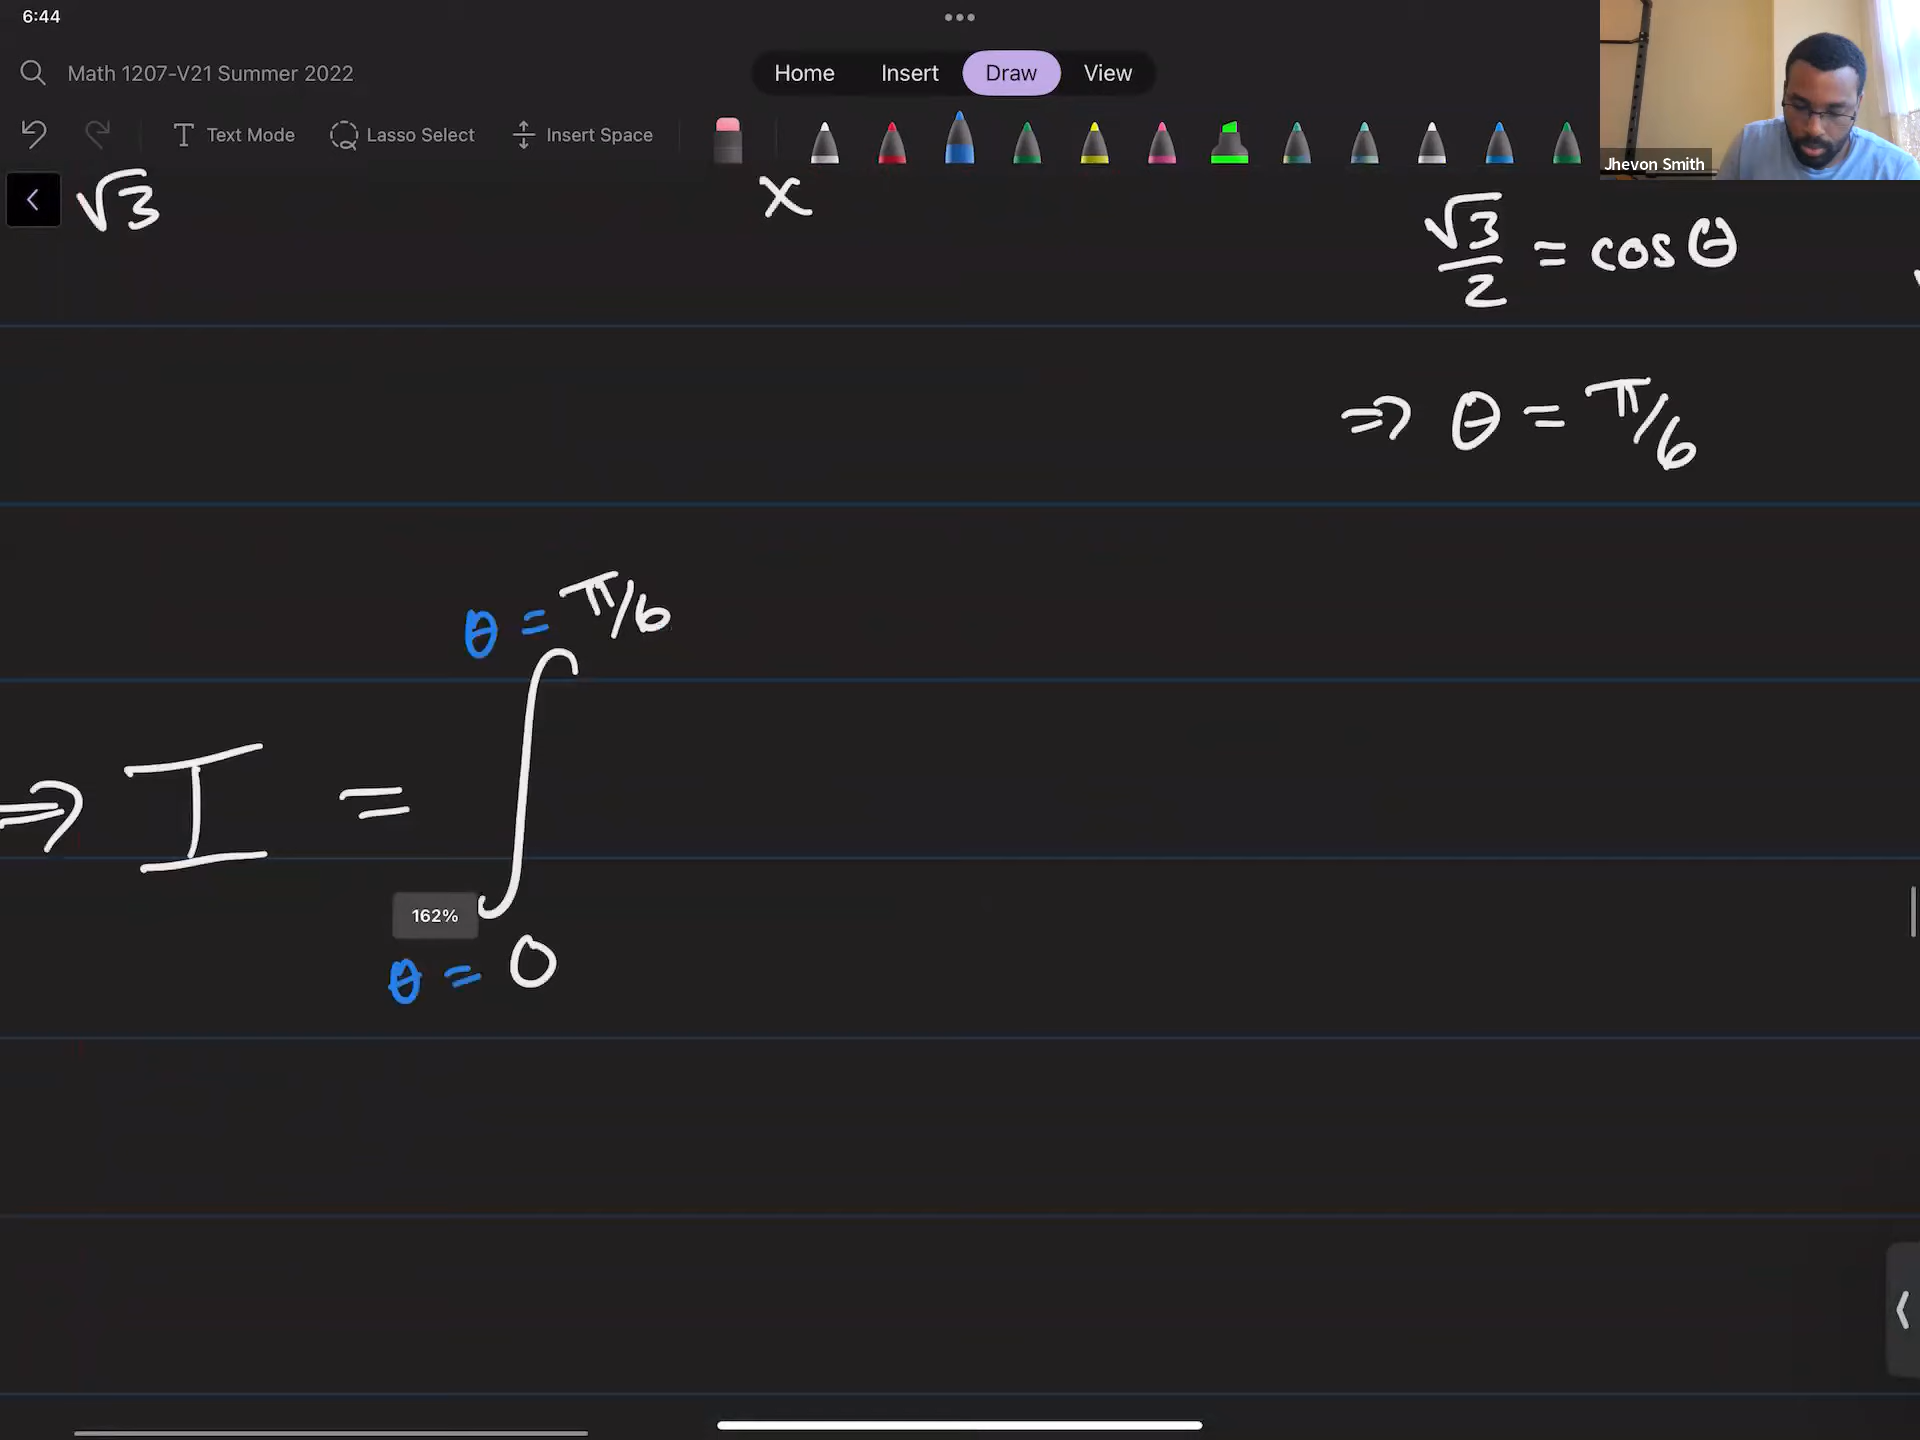 6:44
Math 1207-V21 Summer 2022
Home Insert Draw View
Text Mode Lasso Select Insert Space
Jhevon Smith
√3
x
√3/2 = cos θ
⇒ θ = π/6
θ = π/6
⇒ I = ∫
162%
θ = 0